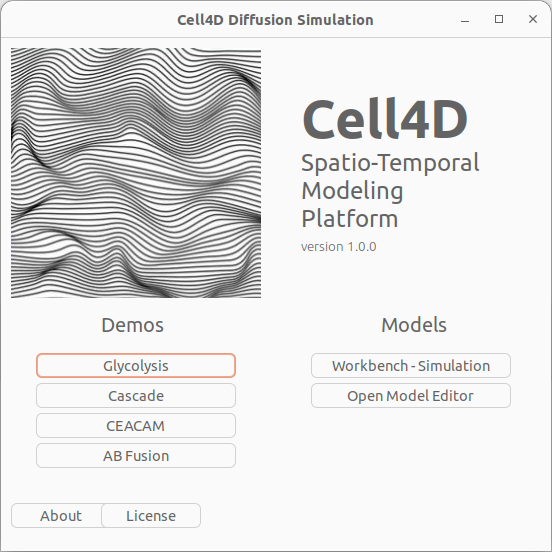 Cell4D Diffusion Simulation
Cell4D
Spatio-Temporal
Modeling
Platform
version 1.0.0
Demos
Glycolysis
Cascade
CEACAM
AB Fusion
Models
Workbench - Simulation
Open Model Editor
About
License